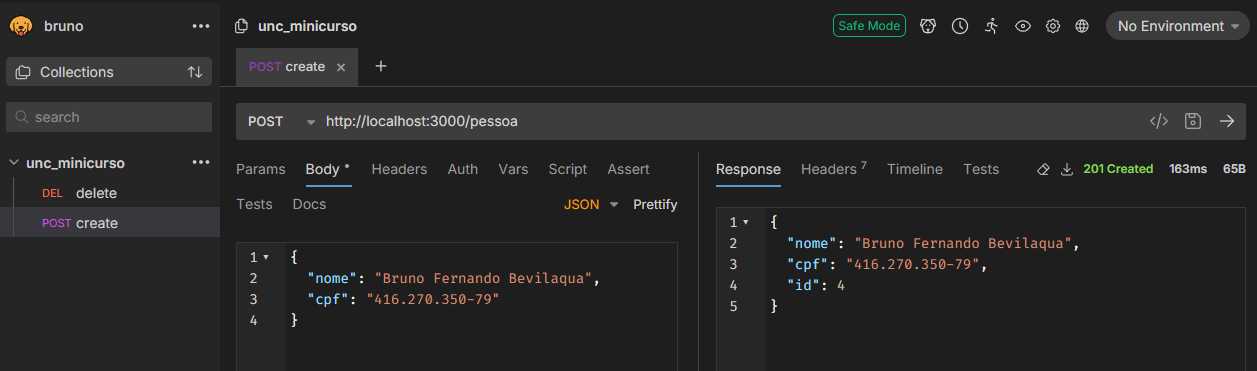 bruno
Collections
search
unc_minicurso
DEL delete
POST create
unc_minicurso
Safe Mode
No Environment
POST create
POST http://localhost:3000/pessoa
Params Body Headers Auth Vars Script Assert
Tests Docs JSON Prettify
1 {
2 "nome": "Bruno Fernando Bevilaqua",
3 "cpf": "416.270.350-79"
4 }
Response Headers 7 Timeline Tests 201 Created 163ms 65B
1 {
2 "nome": "Bruno Fernando Bevilaqua",
3 "cpf": "416.270.350-79",
4 "id": 4
5 }